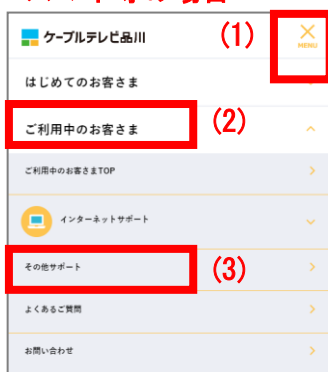 ケーブルテレビ品川
(1)
MENU
はじめてのお客さま
ご利用中のお客さま
(2)
ご利用中のお客さまTOP
インターネットサポート
その他サポート
(3)
よくあるご質問
お問い合わせ